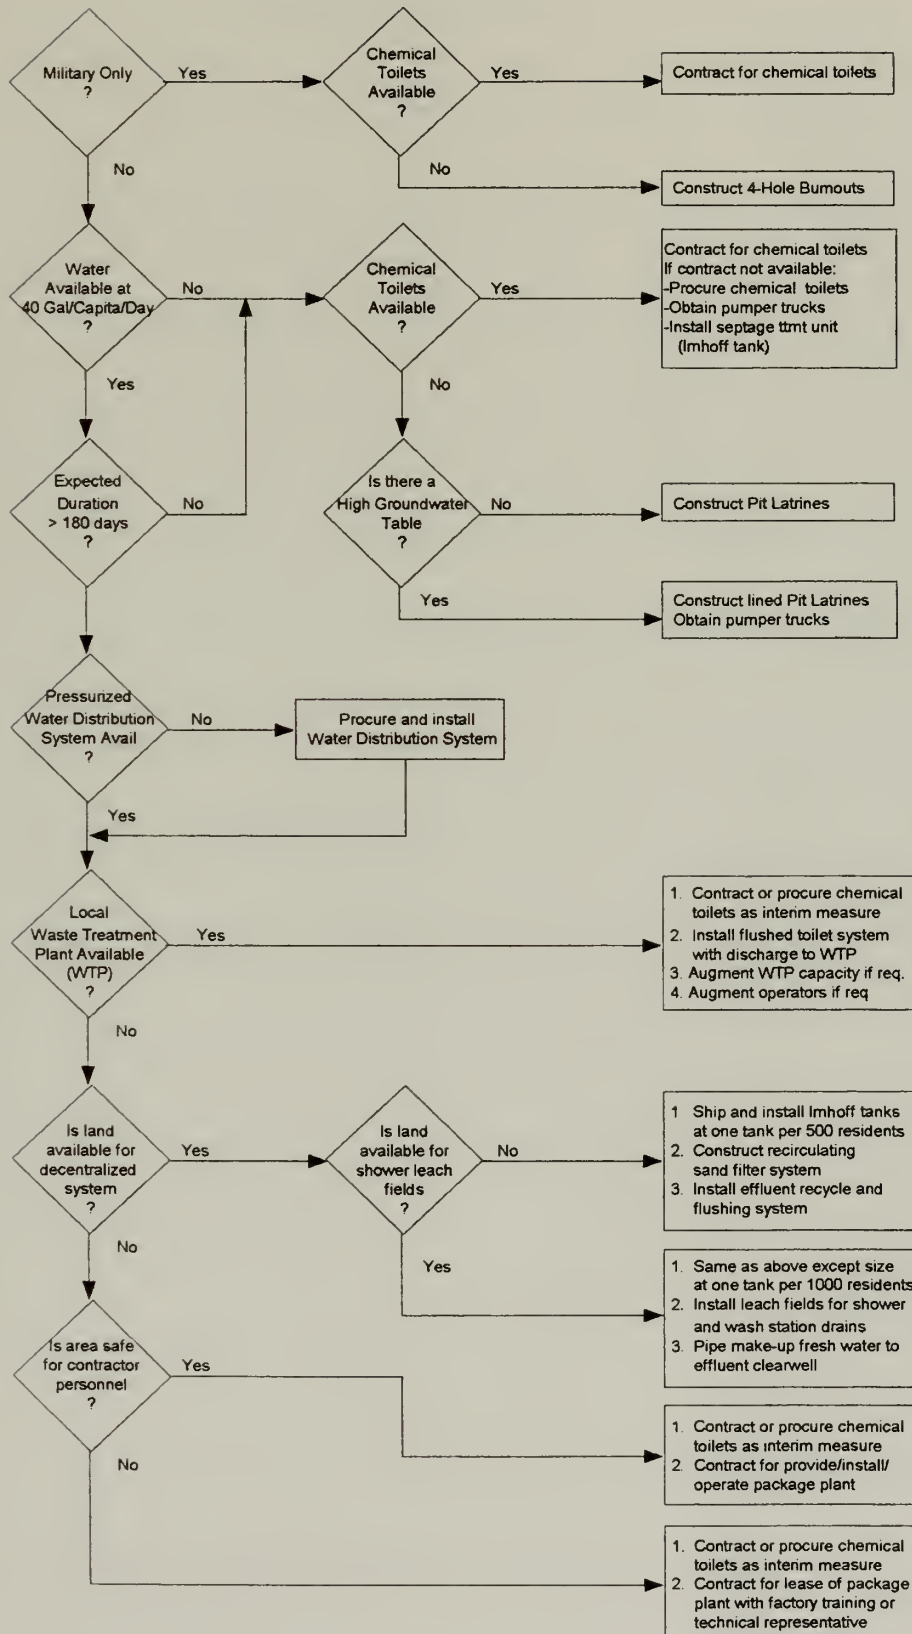 Military Only
?
Yes
Chemical
Toilets
Available
?
Yes
Contract for chemical toilets
No
No
Construct 4-Hole Burnouts
Water
Available at
40 Gal/Capita/Day
?
No
Chemical
Toilets
Available
?
Yes
Contract for chemical toilets
If contract not available:
-Procure chemical toilets
-Obtain pumper trucks
-Install septage ttmt unit
(Imhoff tank)
Yes
No
Expected
Duration
> 180 days
?
No
Is there a
High Groundwater
Table
?
No
Construct Pit Latrines
Yes
Construct lined Pit Latrines
Obtain pumper trucks
Pressurized
Water Distribution
System Avail
?
No
Procure and install
Water Distribution System
Yes
Local
Waste Treatment
Plant Available
(WTP)
?
Yes
1. Contract or procure chemical
toilets as interim measure
2. Install flushed toilet system
with discharge to WTP
3. Augment WTP capacity if req.
4. Augment operators if req
No
Is land
available for
decentralized
system
?
Yes
Is land
available for
shower leach
fields
?
No
1 Ship and install Imhoff tanks
at one tank per 500 residents
2. Construct recirculating
sand filter system
3. Install effluent recycle and
flushing system
No
Yes
1. Same as above except size
at one tank per 1000 residents
2. Install leach fields for shower
and wash station drains
3. Pipe make-up fresh water to
effluent clearwell
Is area safe
for contractor
personnel
?
Yes
1. Contract or procure chemical
toilets as interim measure
2. Contract for provide/install/
operate package plant
No
1. Contract or procure chemical
toilets as interim measure
2. Contract for lease of package
plant with factory training or
technical representative